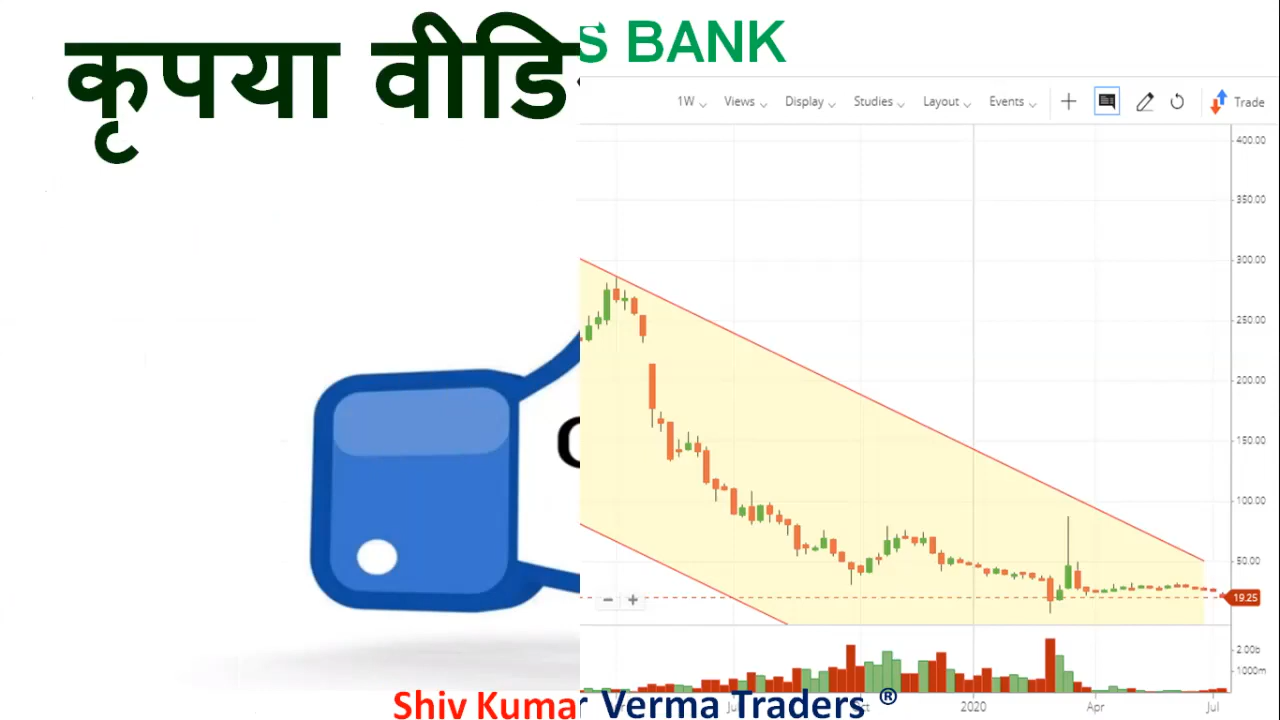 कृपया वीडि
S BANK
1W Views Display Studies Layout Events Trade
400.00
350.00
300.00
250.00
200.00
150.00
100.00
50.00
19.25
2.00b
1000m
2020 Apr Jul
Shiv Kumar Verma Traders ®